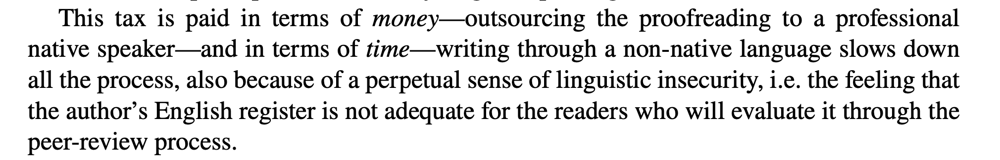 This tax is paid in terms of money—outsourcing the proofreading to a professional
native speaker—and in terms of time—writing through a non-native language slows down
all the process, also because of a perpetual sense of linguistic insecurity, i.e. the feeling that
the author’s English register is not adequate for the readers who will evaluate it through the
peer-review process.